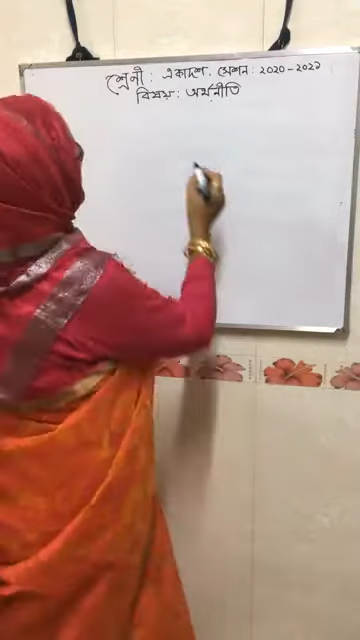 শ্রেণী : একাদশ. সেশন : ২০২০-২০২১
বিষয় : অর্থনীতি